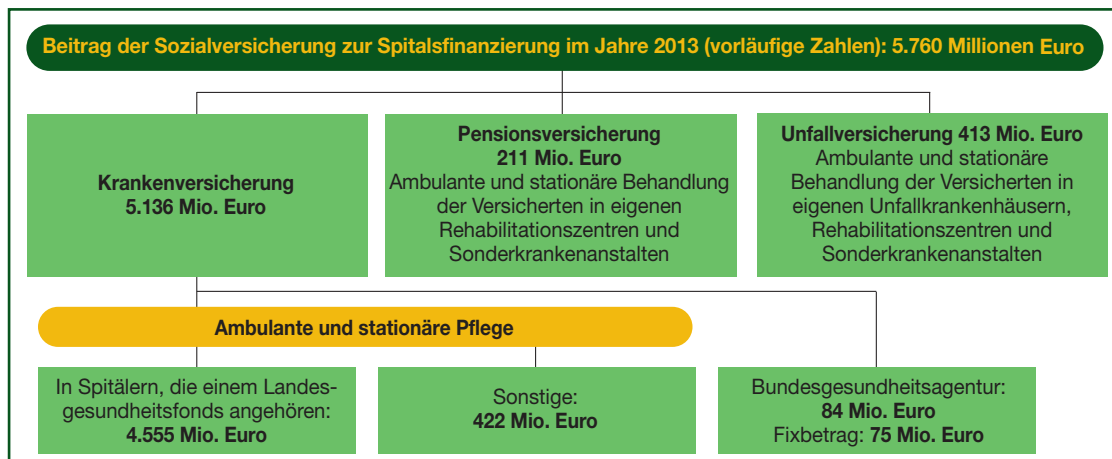 Beitrag der Sozialversicherung zur Spitalsfinanzierung im Jahre 2013 (vorläufige Zahlen): 5.760 Millionen Euro
Krankenversicherung
5.136 Mio. Euro
Pensionsversicherung
211 Mio. Euro
Ambulante und stationäre Behandlung
der Versicherten in eigenen
Rehabilitationszentren und
Sonderkrankenanstalten
Unfallversicherung 413 Mio. Euro
Ambulante und stationäre
Behandlung der Versicherten in
eigenen Unfallkrankenhäusern,
Rehabilitationszentren und
Sonderkrankenanstalten
Ambulante und stationäre Pflege
In Spitälern, die einem Landes-
gesundheitsfonds angehören:
4.555 Mio. Euro
Sonstige:
422 Mio. Euro
Bundesgesundheitsagentur:
84 Mio. Euro
Fixbetrag: 75 Mio. Euro